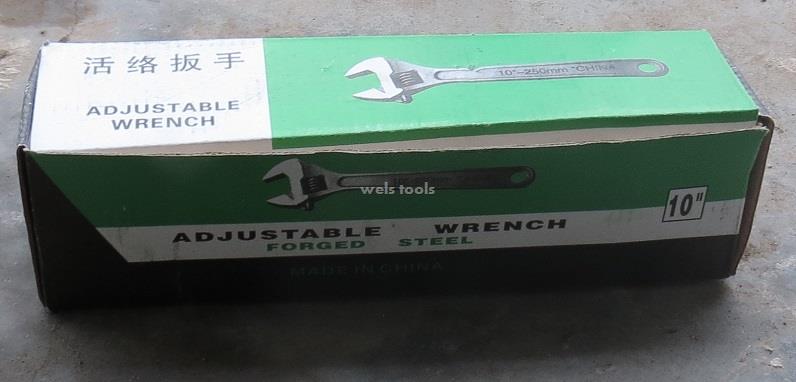 活络扳手
ADJUSTABLE
WRENCH
10"-250mm-CHINA
wels tools
10"
ADJUSTABLE WRENCH
FORGED STEEL
MADE IN CHINA